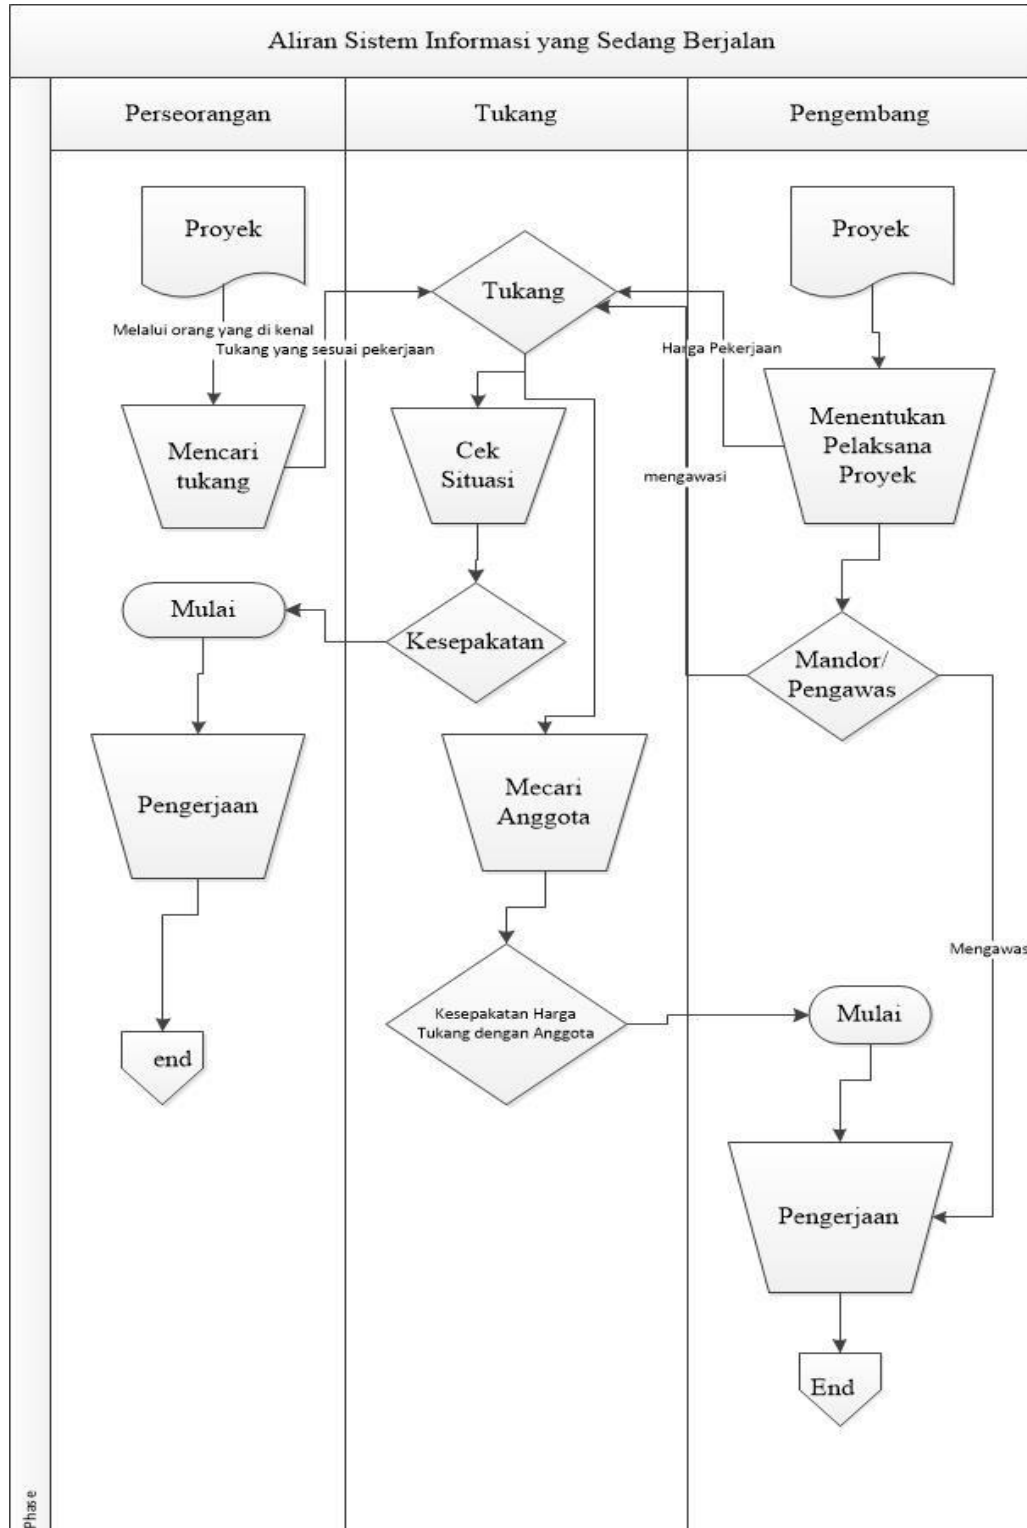 Aliran Sistem Informasi yang Sedang Berjalan
Perseorangan
Tukang
Pengembang
Proyek
Proyek
Tukang
Melalui orang yang di kenal
Tukang yang sesuai pekerjaan
Harga Pekerjaan
Mencari
tukang
Cek
Situasi
Menentukan
Pelaksana
Proyek
mengawasi
Mulai
Kesepakatan
Mandor/
Pengawas
Pengerjaan
Mecari
Anggota
Mengawas
Kesepakatan Harga
Tukang dengan Anggota
Mulai
end
Pengerjaan
End
Phase